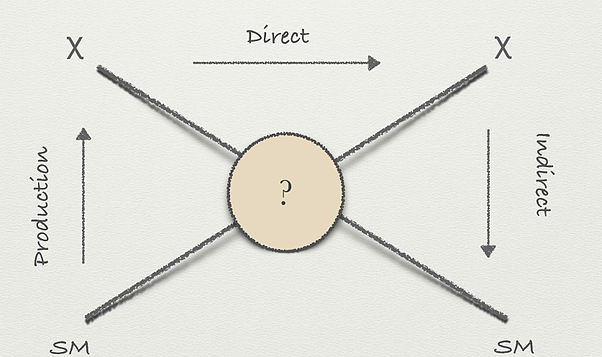 Direct
X
X
Production
?
Indirect
SM
SM